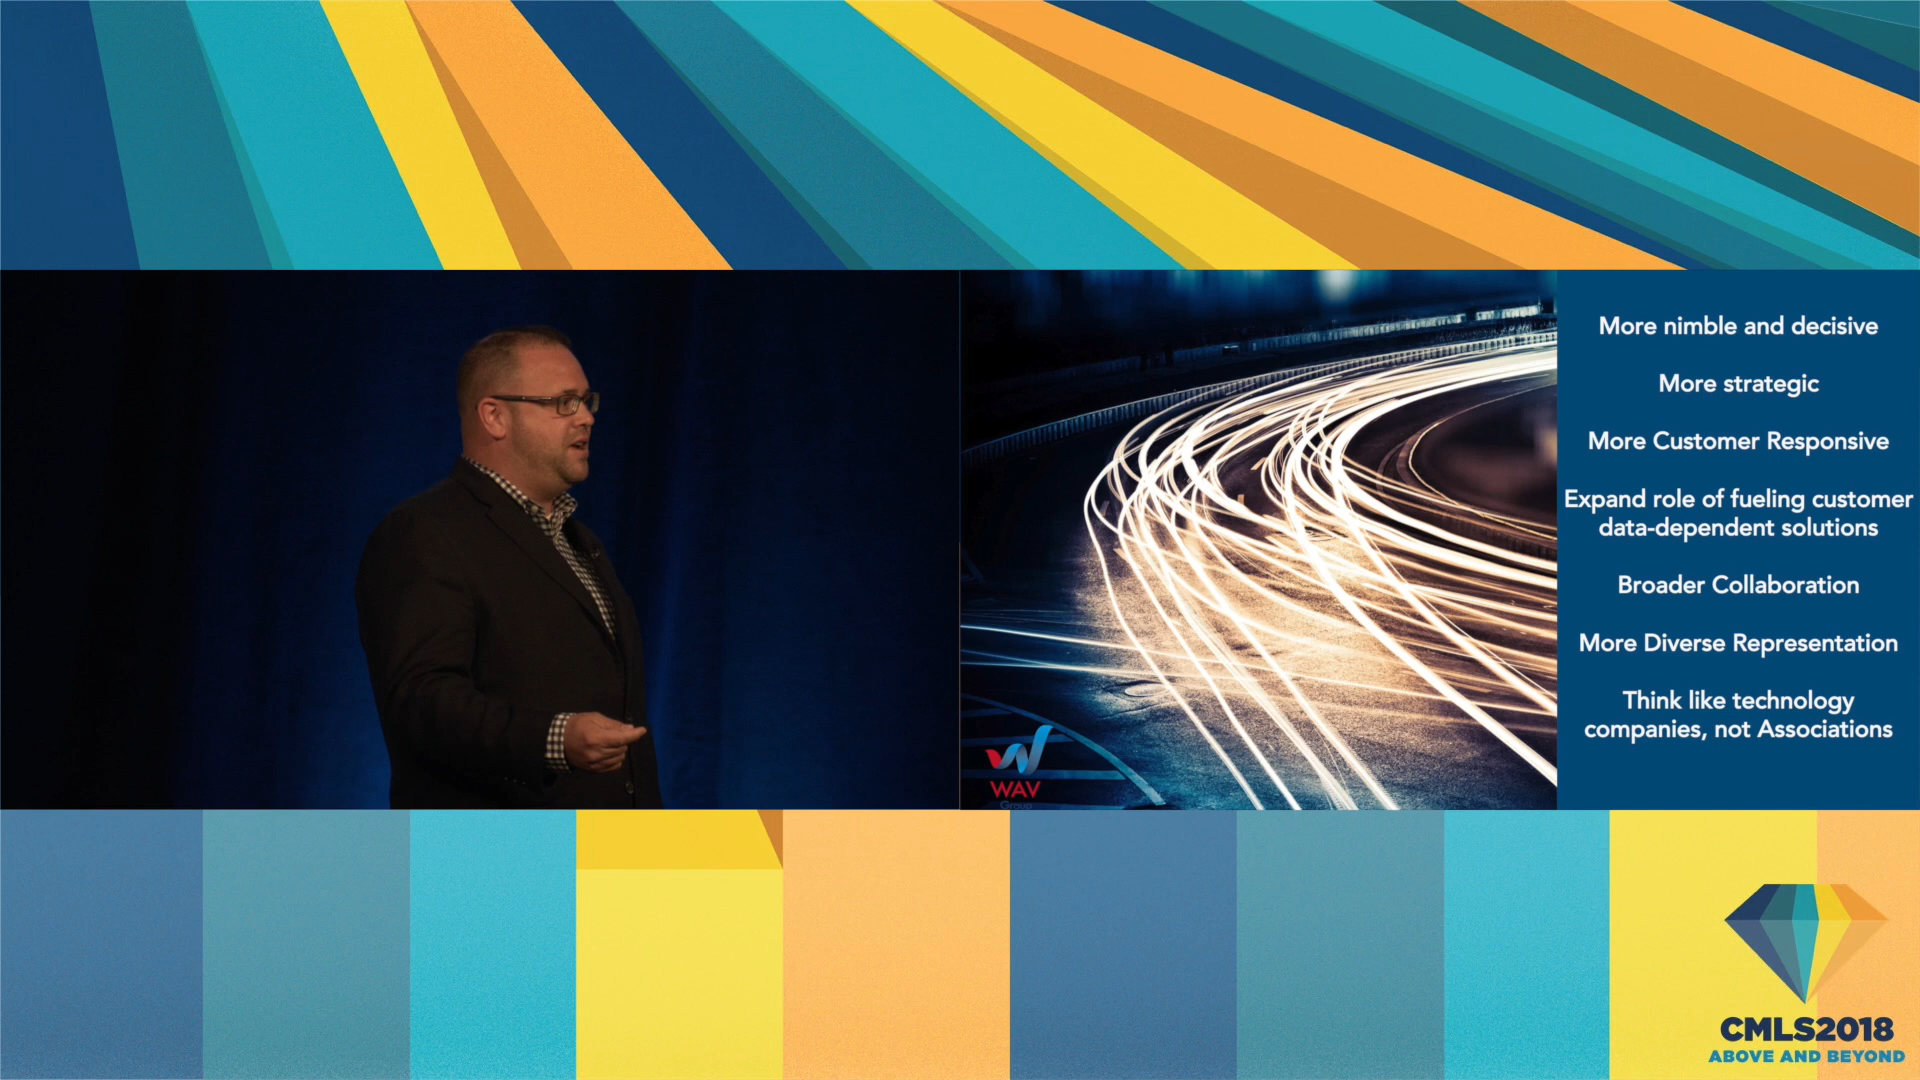 More nimble and decisive
More strategic
More Customer Responsive
Expand role of fueling customer
data-dependent solutions
Broader Collaboration
More Diverse Representation
Think like technology
companies, not Associations
WAV
Group
CMLS2018
ABOVE AND BEYOND